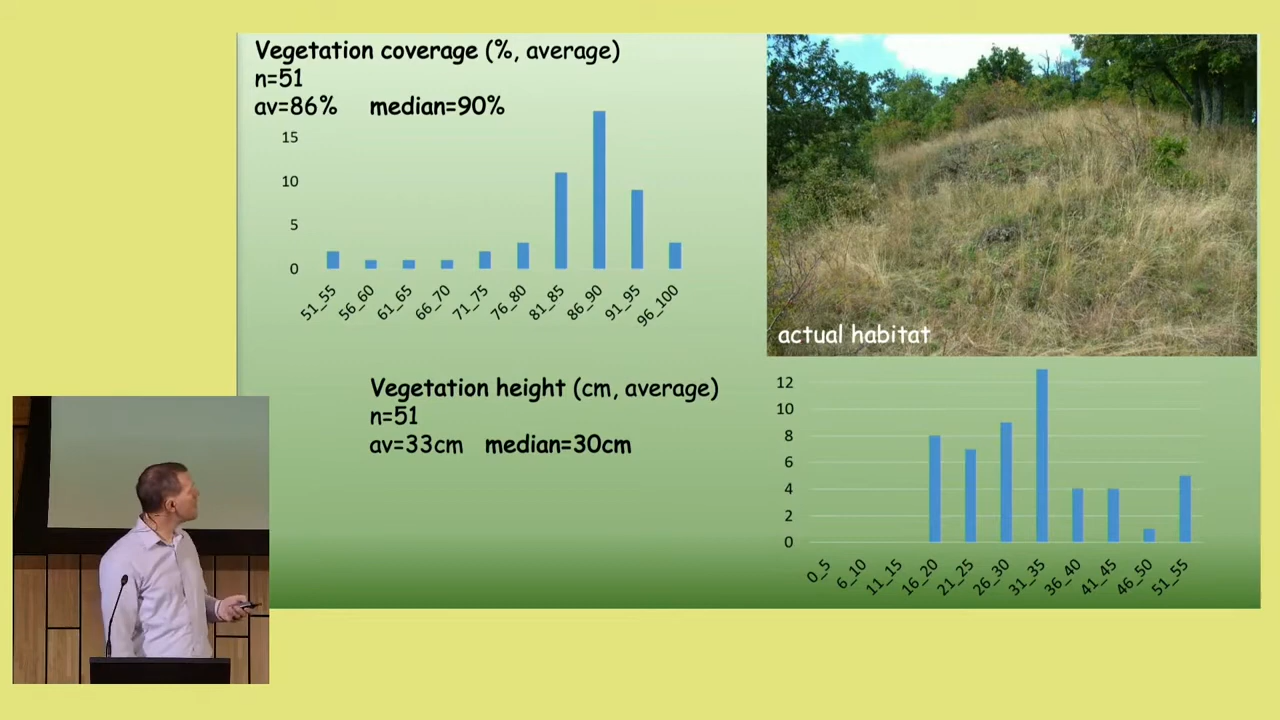 Vegetation coverage (%, average)
n=51
av=86% median=90%
15
10
5
0
51_55 56_60 61_65 66_70 71_75 76_80 81_85 86_90 91_95 96_100
actual habitat
Vegetation height (cm, average)
n=51
av=33cm median=30cm
12
10
8
6
4
2
0
0_5 6_10 11_15 16_20 21_25 26_30 31_35 36_40 41_45 46_50 51_55